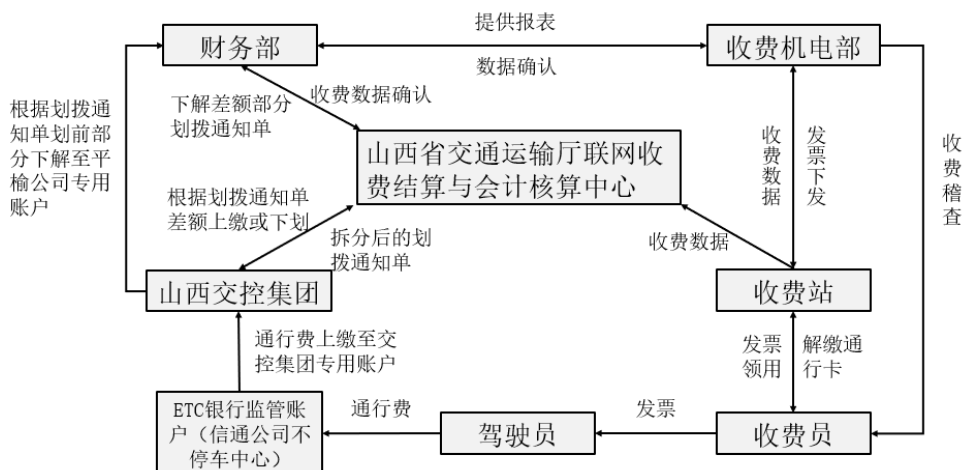 提供报表
财务部
收费机电部
数据确认
根据划拨通
知单划前部
分下解至平
榆公司专用
账户
下解差额部分
划拨通知单
收费数据确认
山西省交通运输厅联网收
费结算与会计核算中心
收费数据
发票下发
收费稽查
根据划拨通知单
差额上缴或下划
拆分后的划
拨通知单
收费数据
山西交控集团
收费站
通行费上缴至交
控集团专用账户
发票
领用
解缴通
行卡
ETC银行监管账
户（信通公司不
停车中心）
通行费
驾驶员
发票
收费员